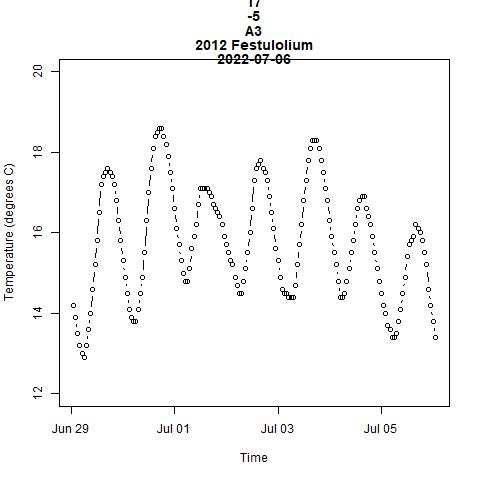 17
-5
A3
2012 Festulolium
2022-07-06
20
18
16
14
12
Temperature (degrees C)
Jun 29
Jul 01
Jul 03
Jul 05
Time